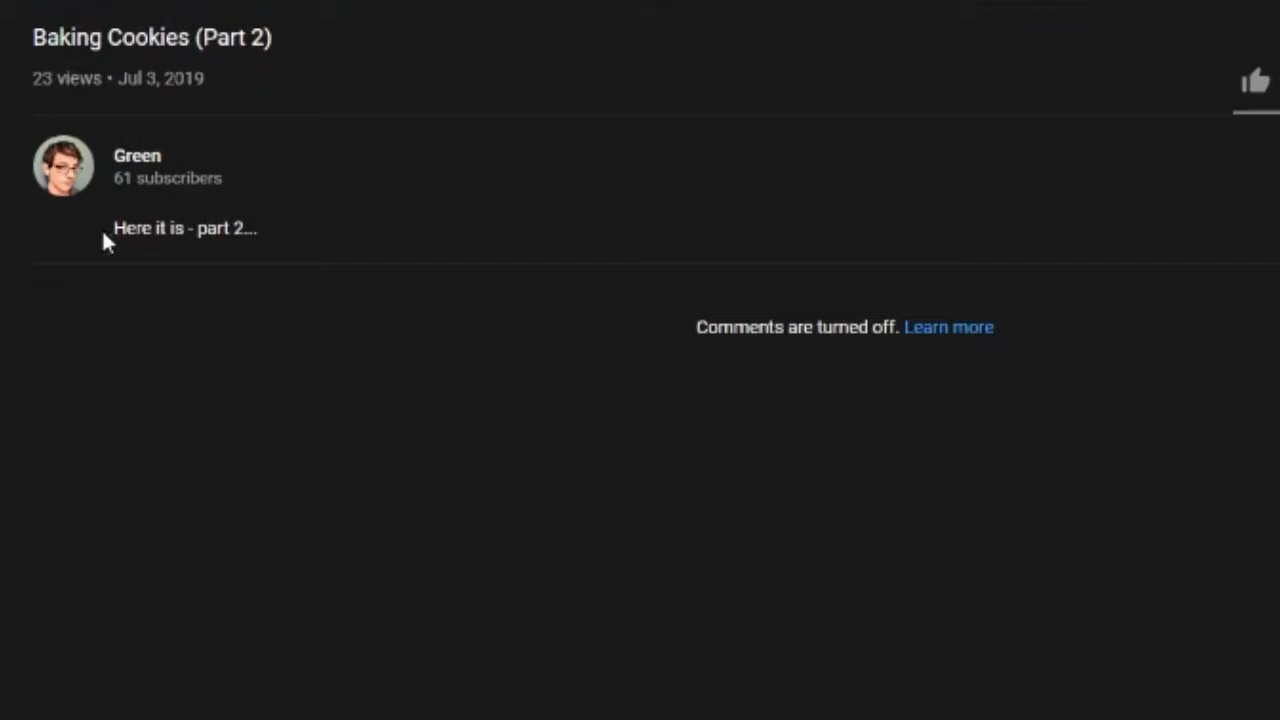 Baking Cookies (Part 2)
23 views • Jul 3, 2019
Green
61 subscribers
Here it is - part 2...
Comments are turned off. Learn more